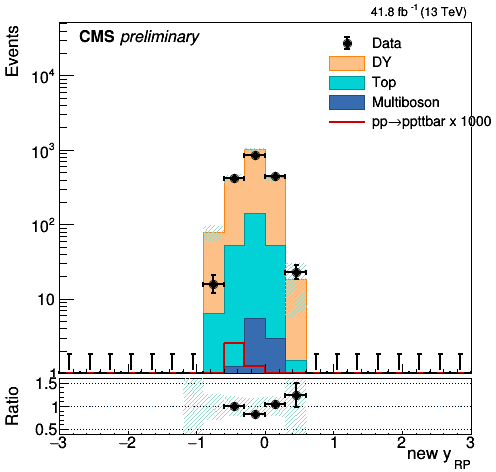 41.8 fb⁻¹ (13 TeV)
CMS preliminary
Events
Data
DY
Top
Multiboson
pp→ppttbar x 1000
10⁴
10³
10²
10
1
Ratio
1.5
1
0.5
−3 −2 −1 0 1 2 3
new y_RP